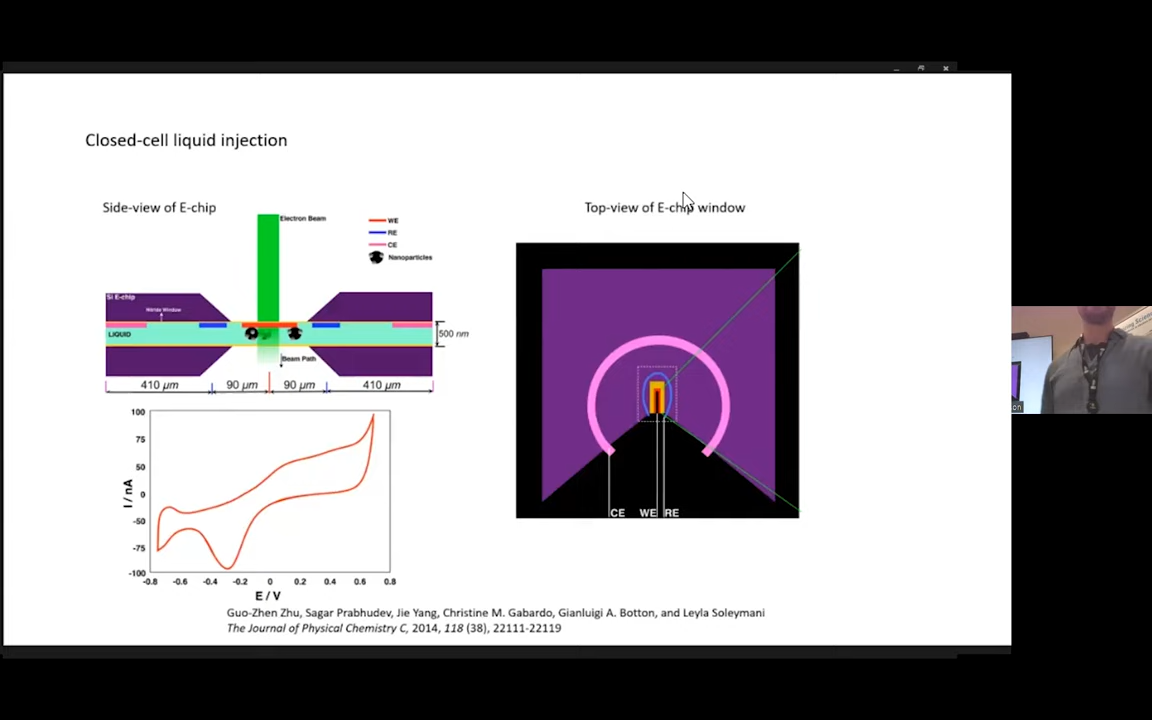 Closed-cell liquid injection
Side-view of E-chip
Electron Beam
WE
RE
CE
Nanoparticles
Si E-chip
Nitride Window
LIQUID
500 nm
Beam Path
410 µm
90 µm
90 µm
410 µm
100
75
50
0
-50
-75
-100
I / nA
-0.8 -0.6 -0.4 -0.2 0 0.2 0.4 0.6 0.8
E / V
Top-view of E-chip window
CE WE RE
Guo-Zhen Zhu, Sagar Prabhudev, Jie Yang, Christine M. Gabardo, Gianluigi A. Botton, and Leyla Soleymani
The Journal of Physical Chemistry C, 2014, 118 (38), 22111-22119